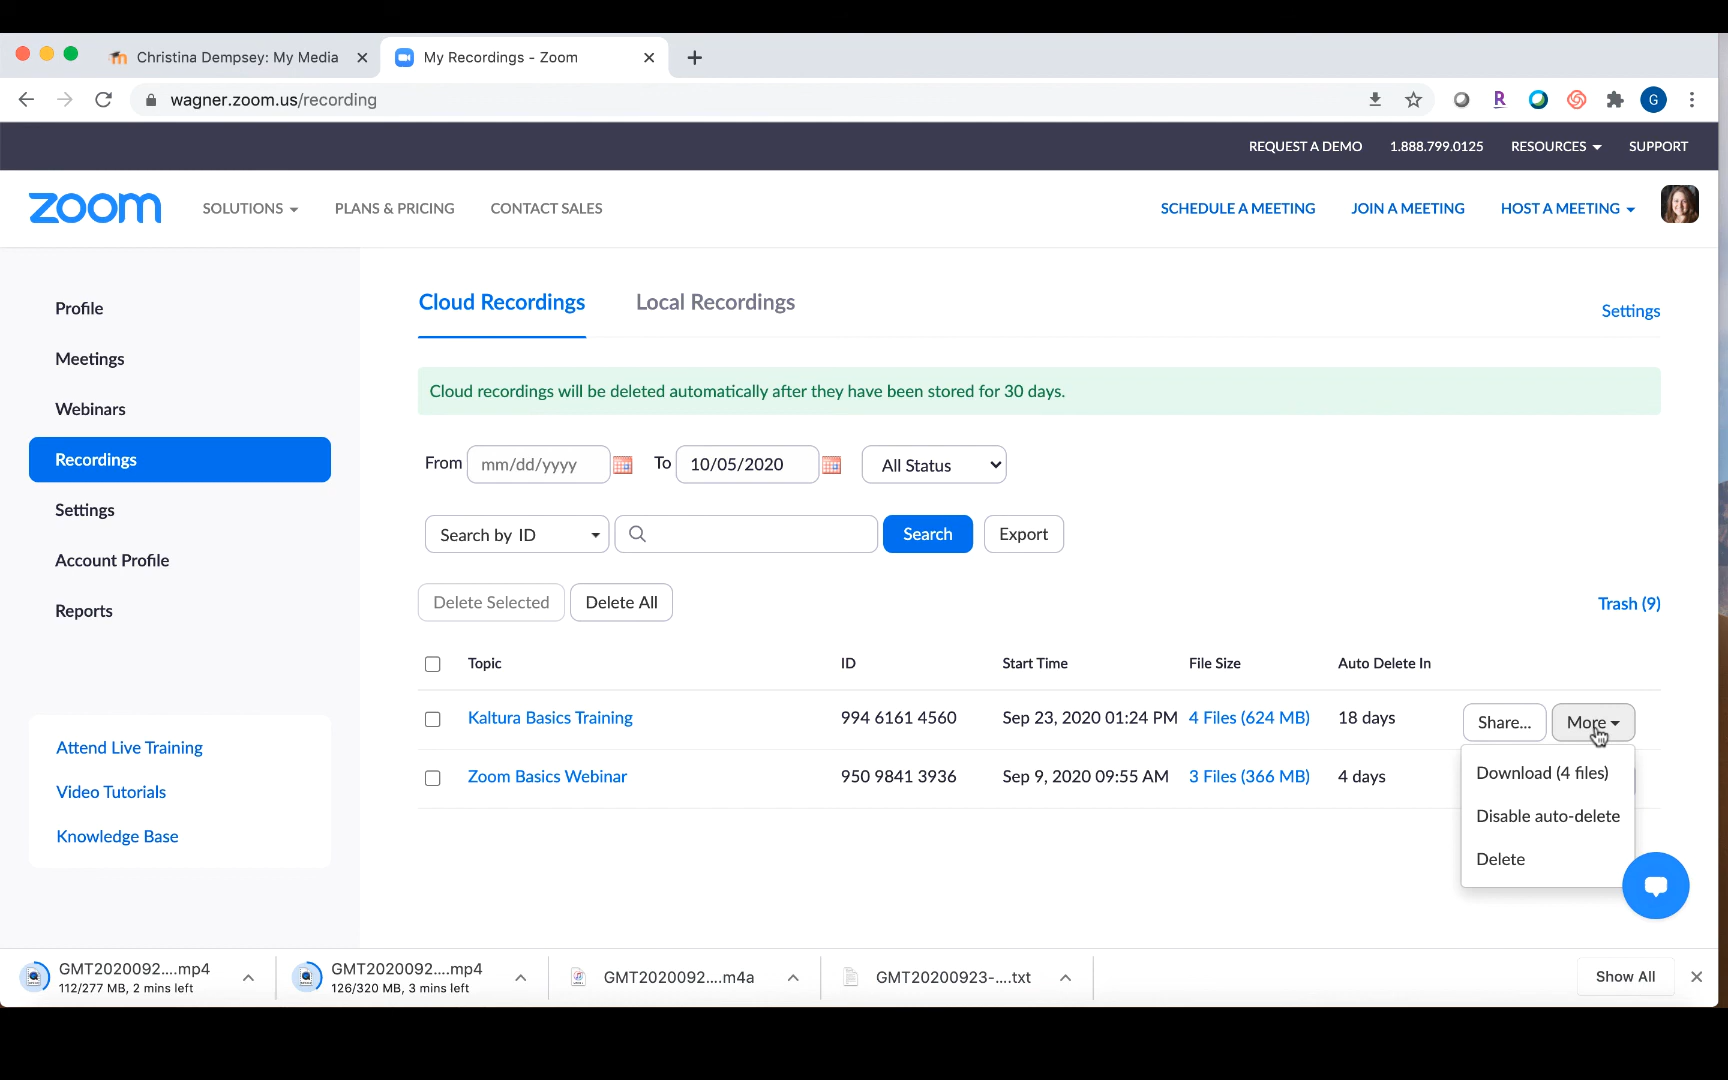 Christina Dempsey: My Media
My Recordings - Zoom
wagner.zoom.us/recording
R
G
REQUEST A DEMO 1.888.799.0125 RESOURCES SUPPORT
zoom SOLUTIONS PLANS & PRICING CONTACT SALES SCHEDULE A MEETING JOIN A MEETING HOST A MEETING
Profile
Meetings
Webinars
Recordings
Settings
Account Profile
Reports
Attend Live Training
Video Tutorials
Knowledge Base
Cloud Recordings Local Recordings Settings
Cloud recordings will be deleted automatically after they have been stored for 30 days.
From mm/dd/yyyy To 10/05/2020 All Status
Search by ID Search Export
Delete Selected Delete All Trash (9)
Topic ID Start Time File Size Auto Delete In
Kaltura Basics Training 994 6161 4560 Sep 23, 2020 01:24 PM 4 Files (624 MB) 18 days Share... More
Zoom Basics Webinar 950 9841 3936 Sep 9, 2020 09:55 AM 3 Files (366 MB) 4 days
Download (4 files)
Disable auto-delete
Delete
GMT2020092....mp4
112/277 MB, 2 mins left
GMT2020092....mp4
126/320 MB, 3 mins left
GMT2020092....m4a
GMT20200923-....txt
Show All